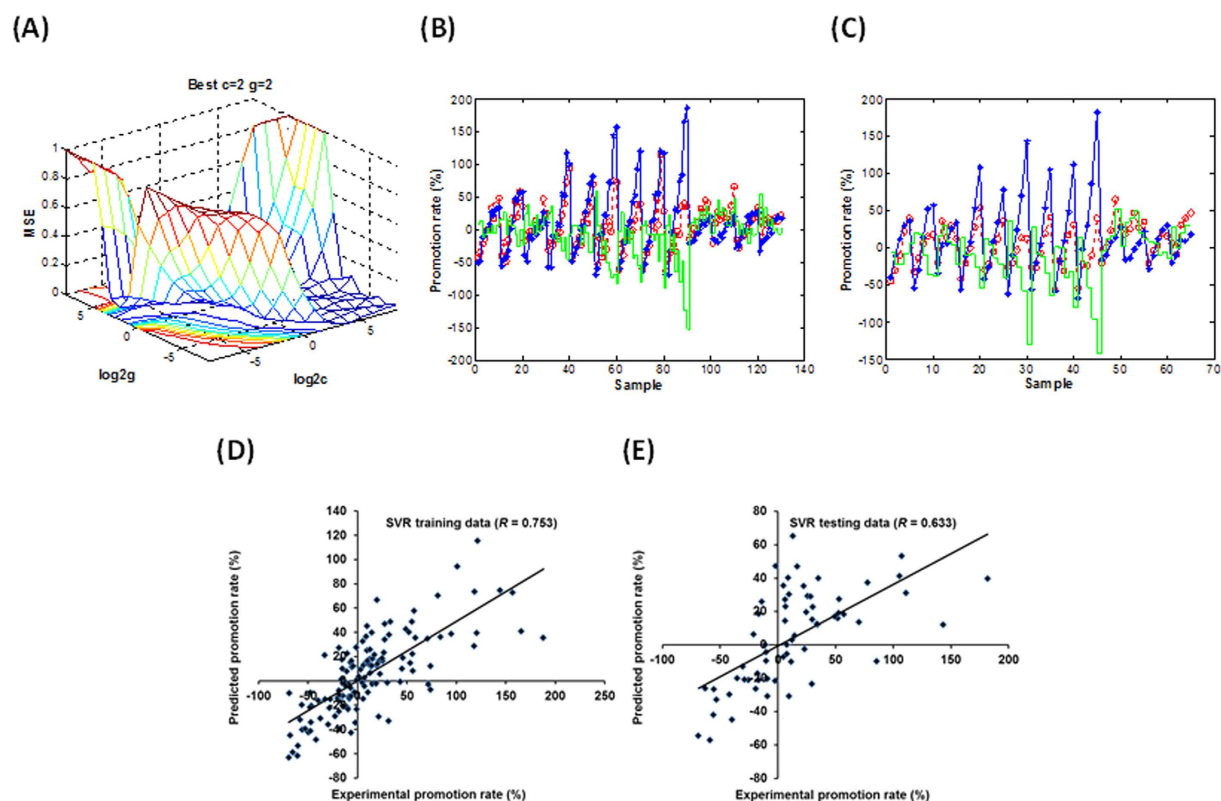 (A)
Best c=2 g=2
1
0.8
0.6
0.4
0.2
0
MSE
5
0
-5
log2g
-5
0
5
log2c
(B)
200
150
100
50
0
-50
-100
-150
-200
Promotion rate (%)
0 20 40 60 80 100 120 140
Sample
(C)
200
150
100
50
0
-50
-100
-150
Promotion rate (%)
0 10 20 30 40 50 60 70
Sample
(D)
SVR training data (R = 0.753)
140
120
100
80
60
40
20
0
-20
-40
-60
-80
Predicted promotion rate (%)
-100 -50 0 50 100 150 200 250
Experimental promotion rate (%)
(E)
SVR testing data (R = 0.633)
80
60
40
20
0
-20
-40
-60
-80
Predicted promotion rate (%)
-100 -50 0 50 100 150 200
Experimental promotion rate (%)